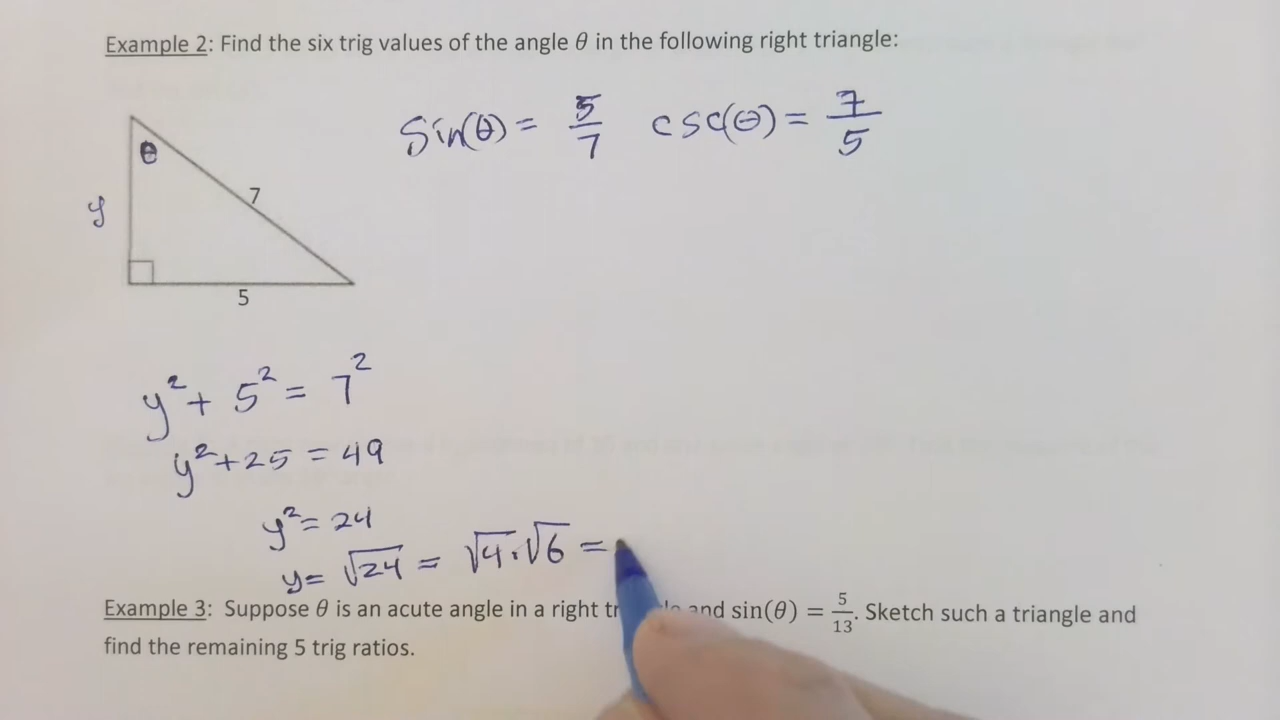 Example 2: Find the six trig values of the angle θ in the following right triangle:
sin(θ) = 5/7 csc(θ) = 7/5
θ
7
y
5
y² + 5² = 7²
y² + 25 = 49
y² = 24
y = √24 = √4 · √6 =
Example 3: Suppose θ is an acute angle in a right and sin(θ) = 5/13. Sketch such a triangle and
find the remaining 5 trig ratios.